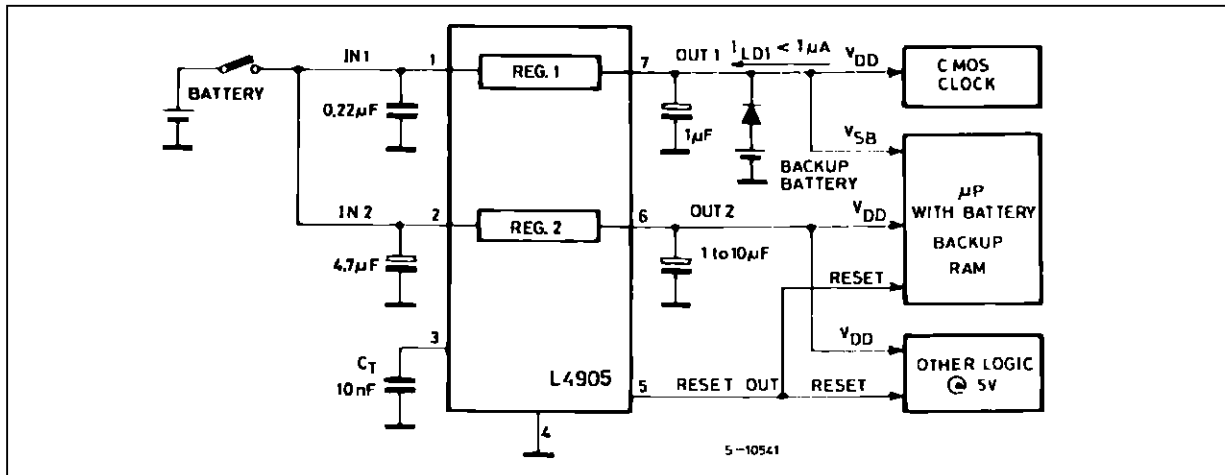 IN1
1
REG. 1
7
OUT 1
I LD1 < 1µA
V DD
C MOS
CLOCK
BATTERY
0.22µF
1µF
BACKUP
BATTERY
V SB
µP
WITH BATTERY
BACKUP
RAM
IN 2
2
REG. 2
6
OUT 2
V DD
4.7µF
1 to 10µF
RESET
3
C T
10 nF
L4905
V DD
OTHER LOGIC
@ 5V
5
RESET OUT
RESET
4
S-10541